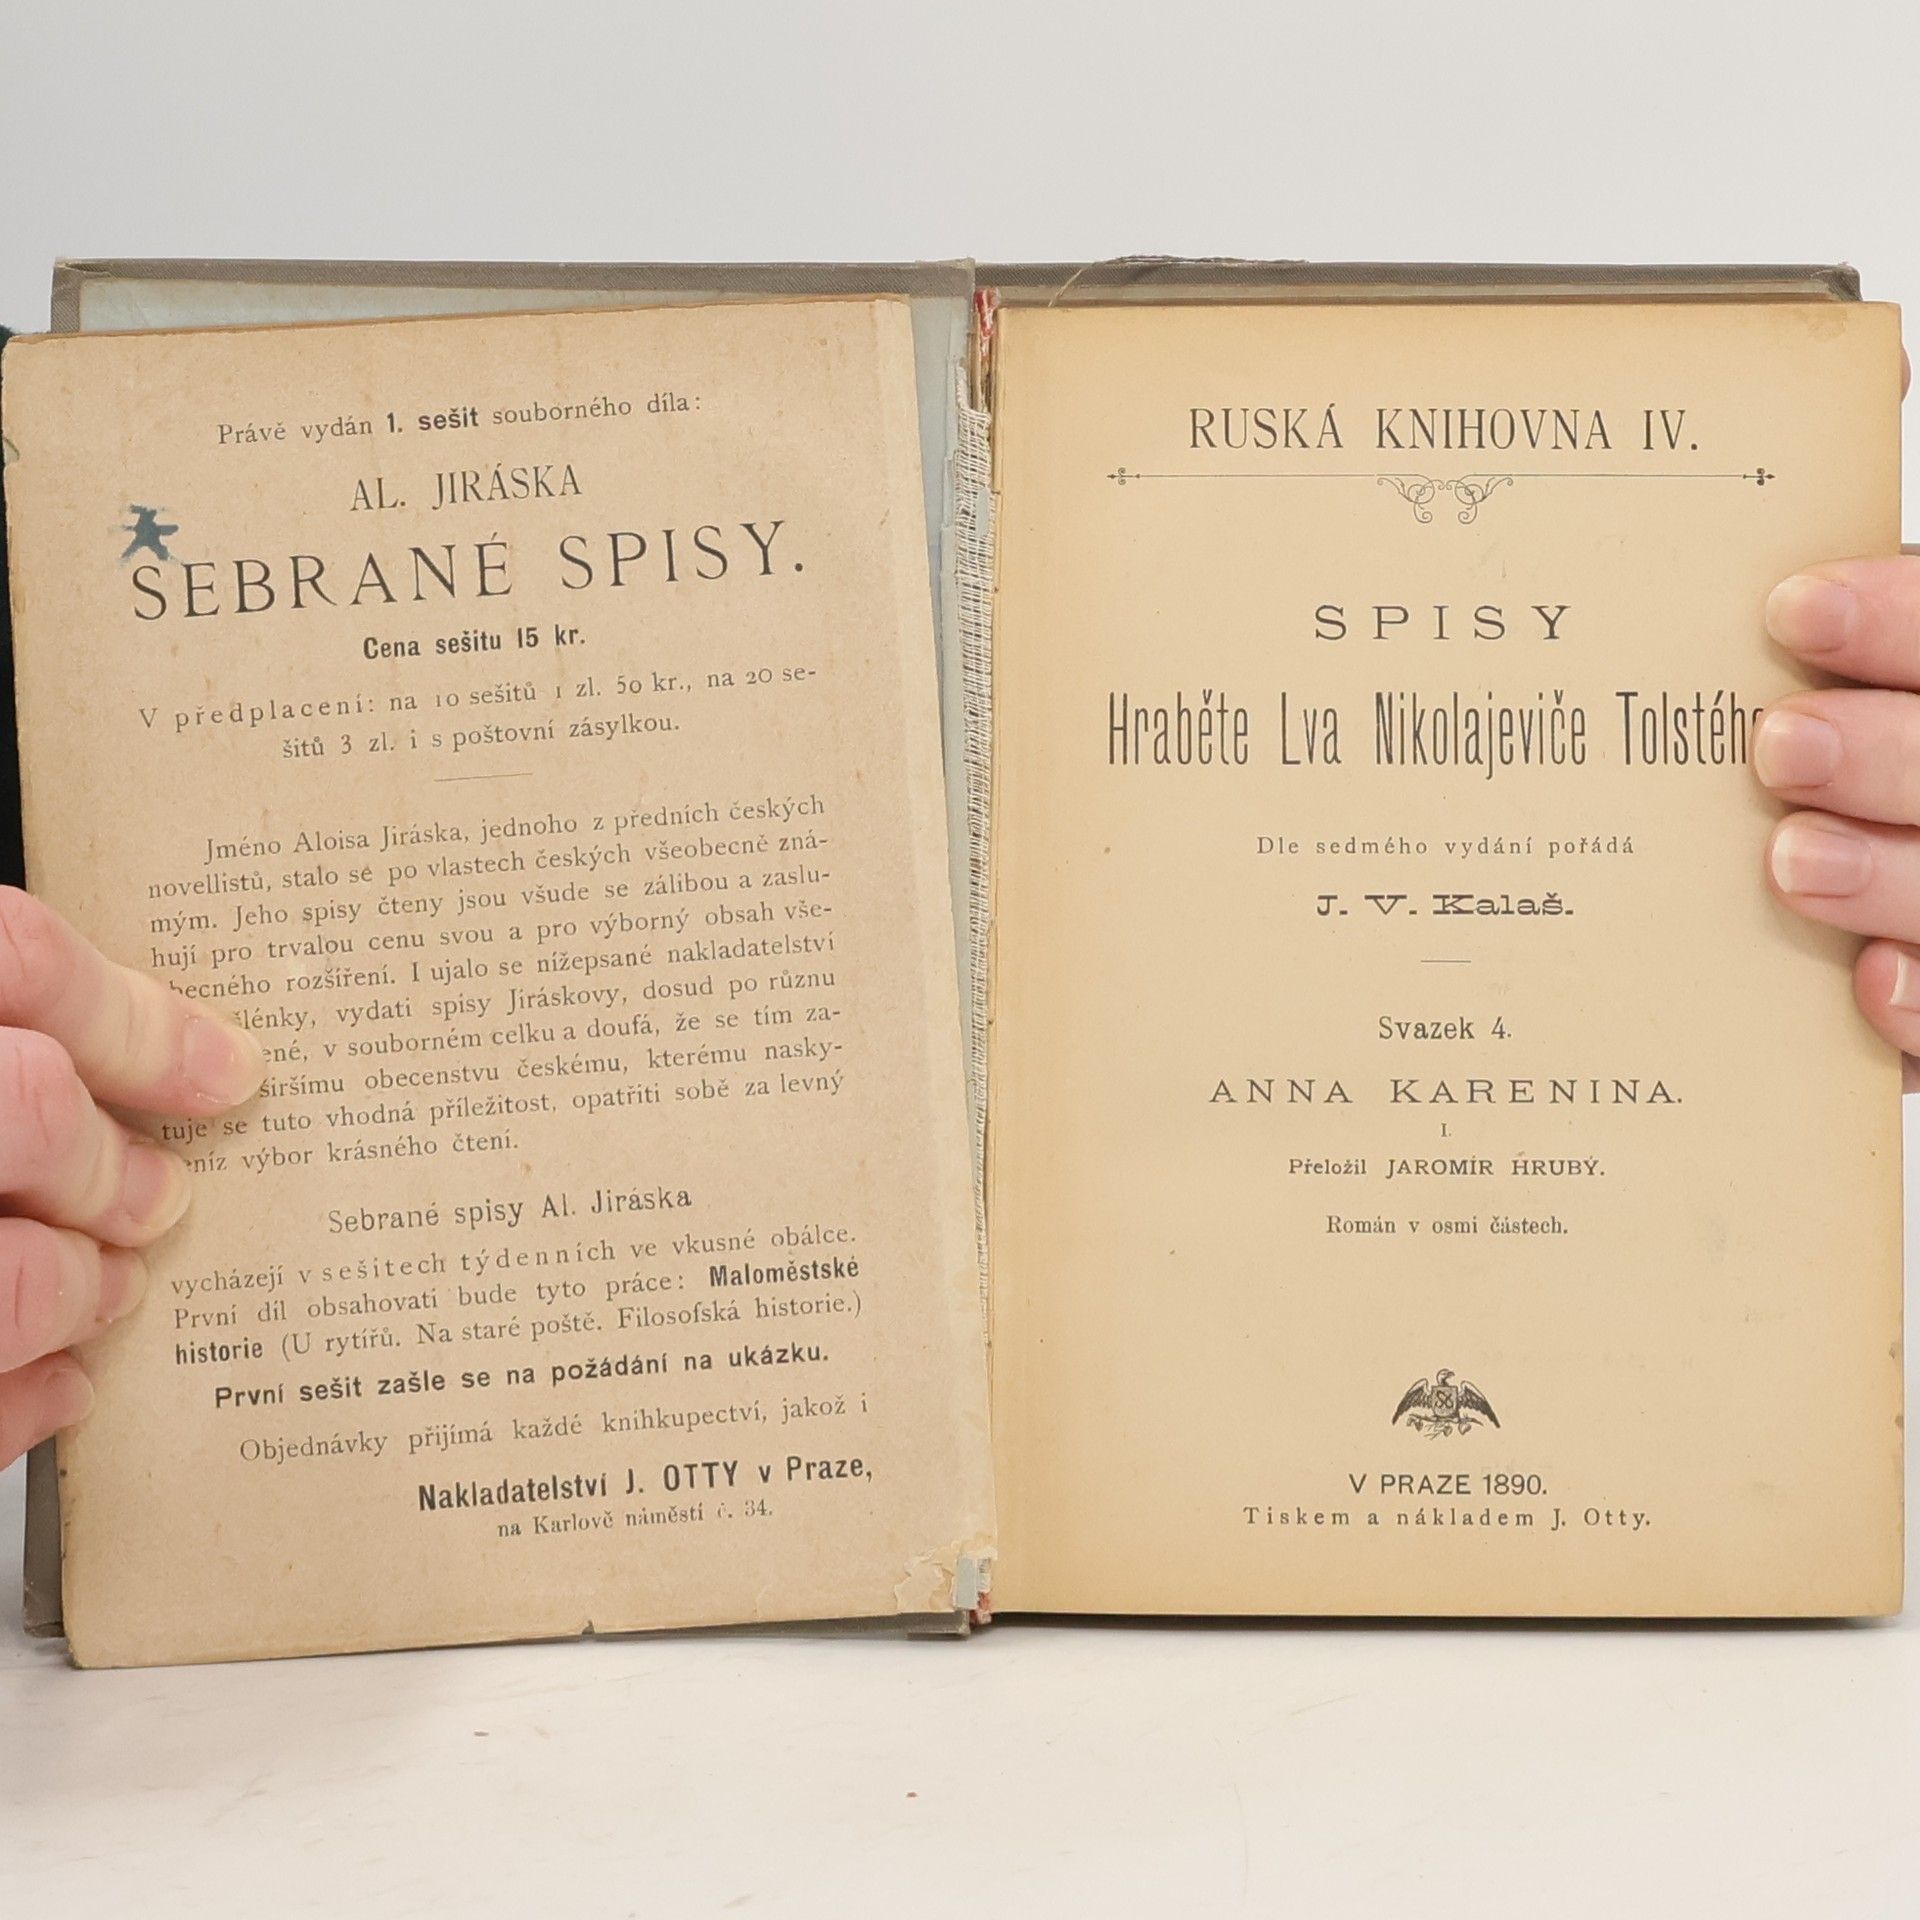 Právě vydán 1. sešit souborného díla:
AL. JIRÁSKA
SEBRANÉ SPISY.
Cena sešitu 15 kr.
V předplacení: na 10 sešitů 1 zl. 50 kr., na 20 se-
šitů 3 zl. i s poštovní zásylkou.
Jméno Aloisa Jiráska, jednoho z předních českých
novellistů, stalo se po vlastech českých všeobecně zná-
mým. Jeho spisy čteny jsou všude se zálibou a zaslu-
hují pro trvalou cenu svou a pro výborný obsah vše-
becného rozšíření. I ujalo se nížepsané nakladatelství
šlénky, vydati spisy Jiráskovy, dosud po různu
ené, v souborném celku a doufá, že se tím za-
širšímu obecenstvu českému, kterému nasky-
tuje se tuto vhodná příležitost, opatřiti sobě za levný
eníz výbor krásného čtení.
Sebrané spisy Al. Jiráska
vycházejí v sešitech týdenních ve vkusné obálce.
První díl obsahovati bude tyto práce: Maloměstské
historie (U rytířů. Na staré poště. Filosofská historie.)
První sešit zašle se na požádání na ukázku.
Objednávky přijímá každé knihkupectví, jakož i
Nakladatelství J. OTTY v Praze,
na Karlově náměstí č. 34.
RUSKÁ KNIHOVNA IV.
SPISY
Hraběte Lva Nikolajeviče Tolstého
Dle sedmého vydání pořádá
J. V. Kalaš.
Svazek 4.
ANNA KARENINA.
I.
Přeložil JAROMÍR HRUBÝ.
Román v osmi částech.
V PRAZE 1890.
Tiskem a nákladem J. Otty.